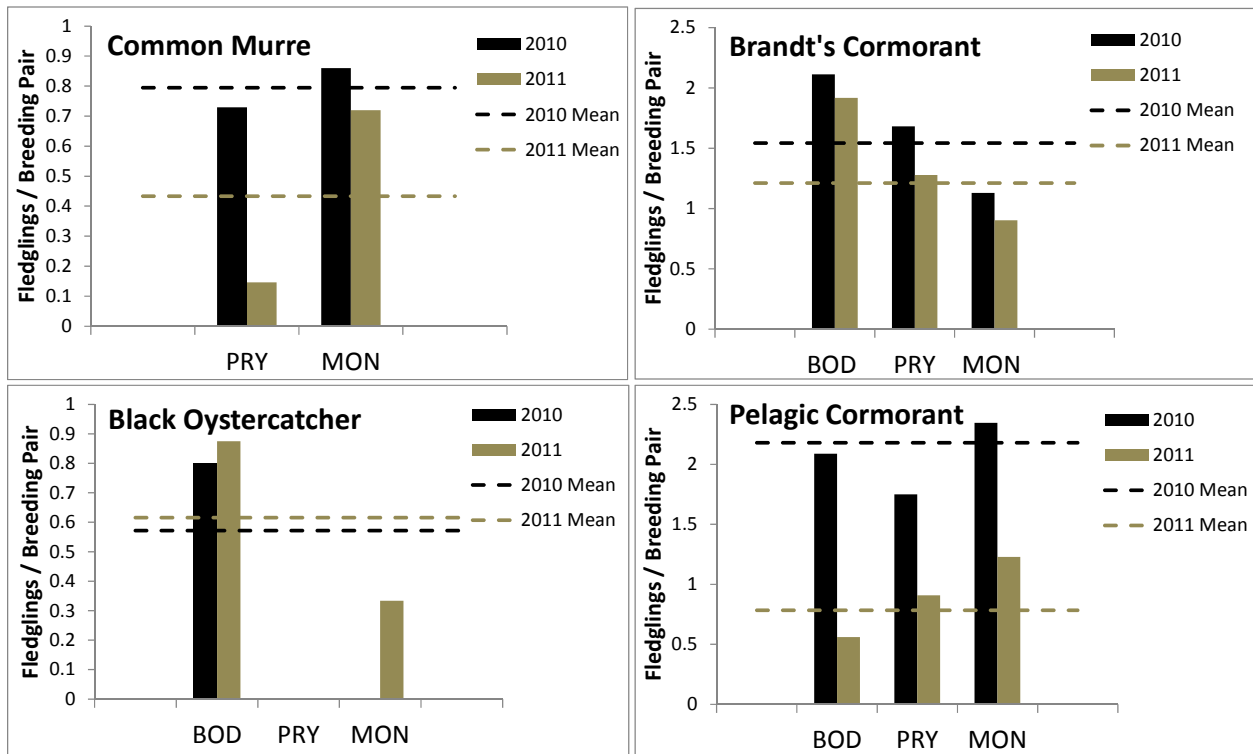 Common Murre
Fledglings / Breeding Pair
1
0.9
0.8
0.7
0.6
0.5
0.4
0.3
0.2
0.1
0
PRY MON
2010
2011
2010 Mean
2011 Mean
Brandt's Cormorant
Fledglings / Breeding Pair
2.5
2
1.5
1
0.5
0
BOD PRY MON
2010
2011
2010 Mean
2011 Mean
Black Oystercatcher
Fledglings / Breeding Pair
1
0.9
0.8
0.7
0.6
0.5
0.4
0.3
0.2
0.1
0
BOD PRY MON
2010
2011
2010 Mean
2011 Mean
Pelagic Cormorant
Fledglings / Breeding Pair
2.5
2
1.5
1
0.5
0
BOD PRY MON
2010
2011
2010 Mean
2011 Mean